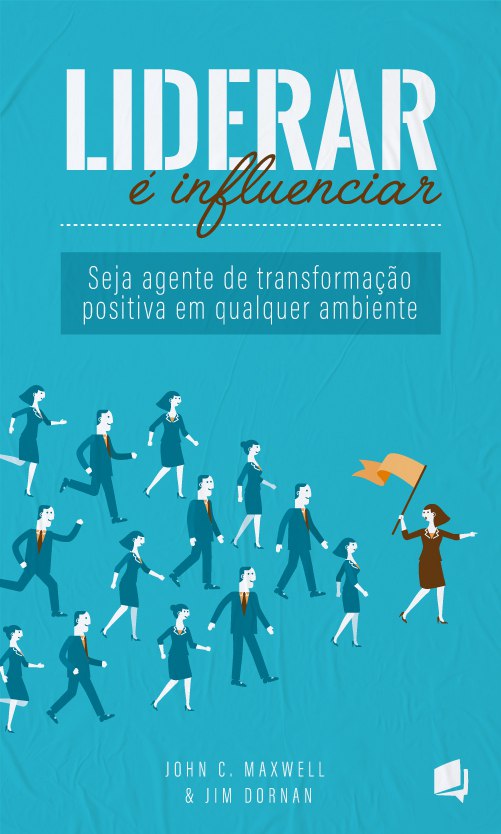 LIDERAR
é influenciar
Seja agente de transformação
positiva em qualquer ambiente
JOHN C. MAXWELL
& JIM DORNAN